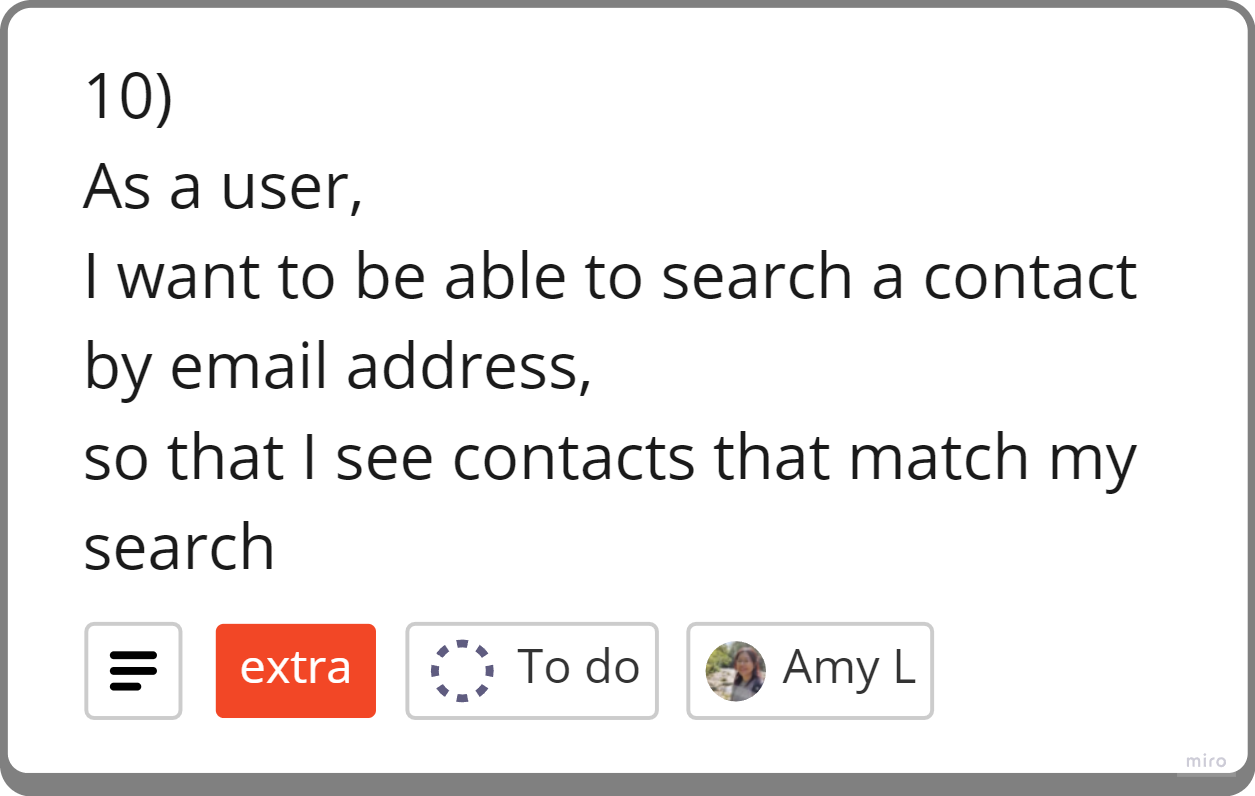 10)
As a user,
I want to be able to search a contact
by email address,
so that I see contacts that match my
search
extra
To do
Amy L
miro